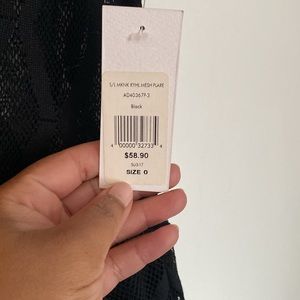 S/L MKNK RYHL MESH FLARE
AD403679-3
Black
4 00000 32733 4
$58.90
SU317
SIZE 0